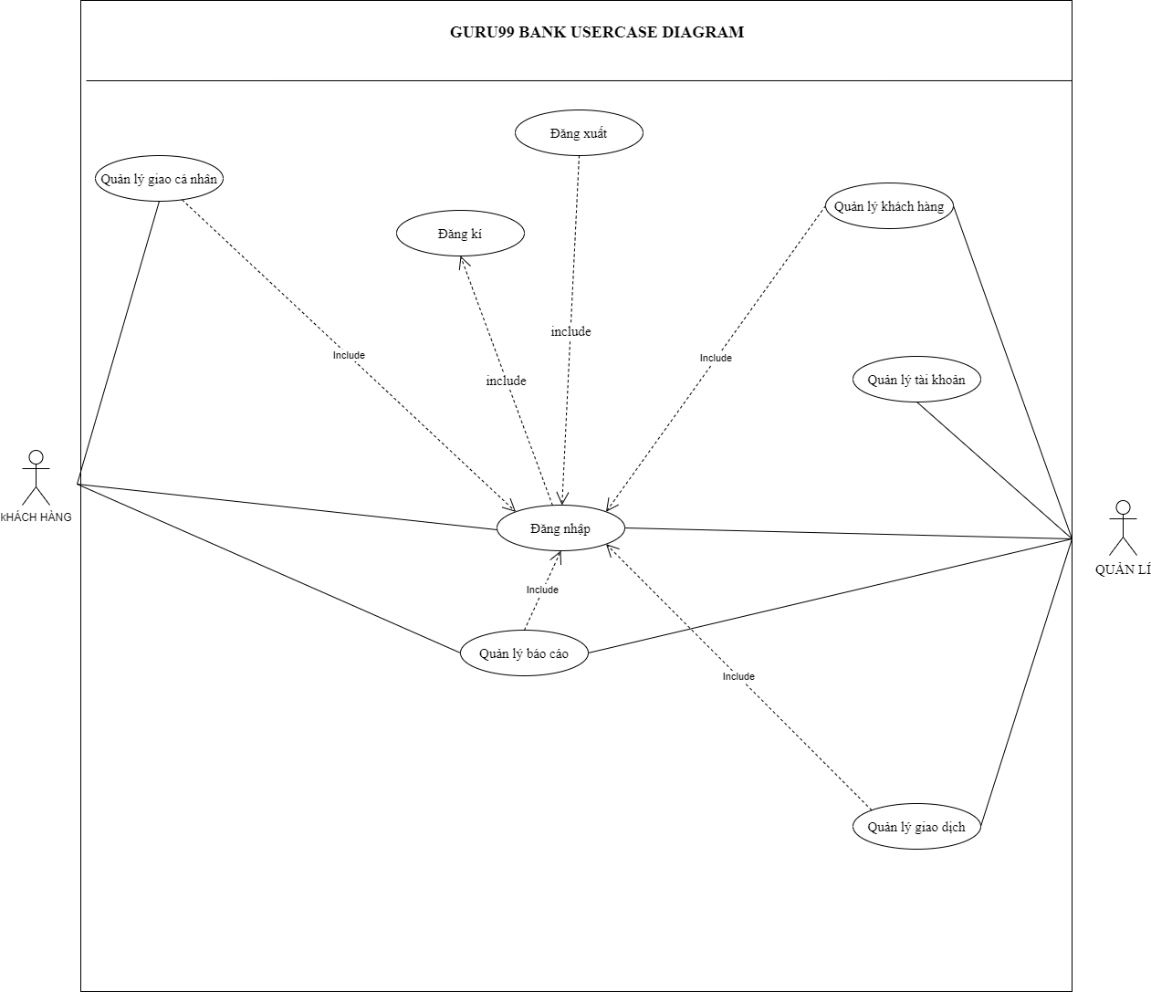 GURU99 BANK USERCASE DIAGRAM
Đăng xuất
Quản lý giao cá nhân
Quản lý khách hàng
Đăng kí
include
Include
Include
Quản lý tài khoản
include
kHÁCH HÀNG
Đăng nhập
QUẢN LÍ
Include
Quản lý báo cáo
Include
Quản lý giao dịch